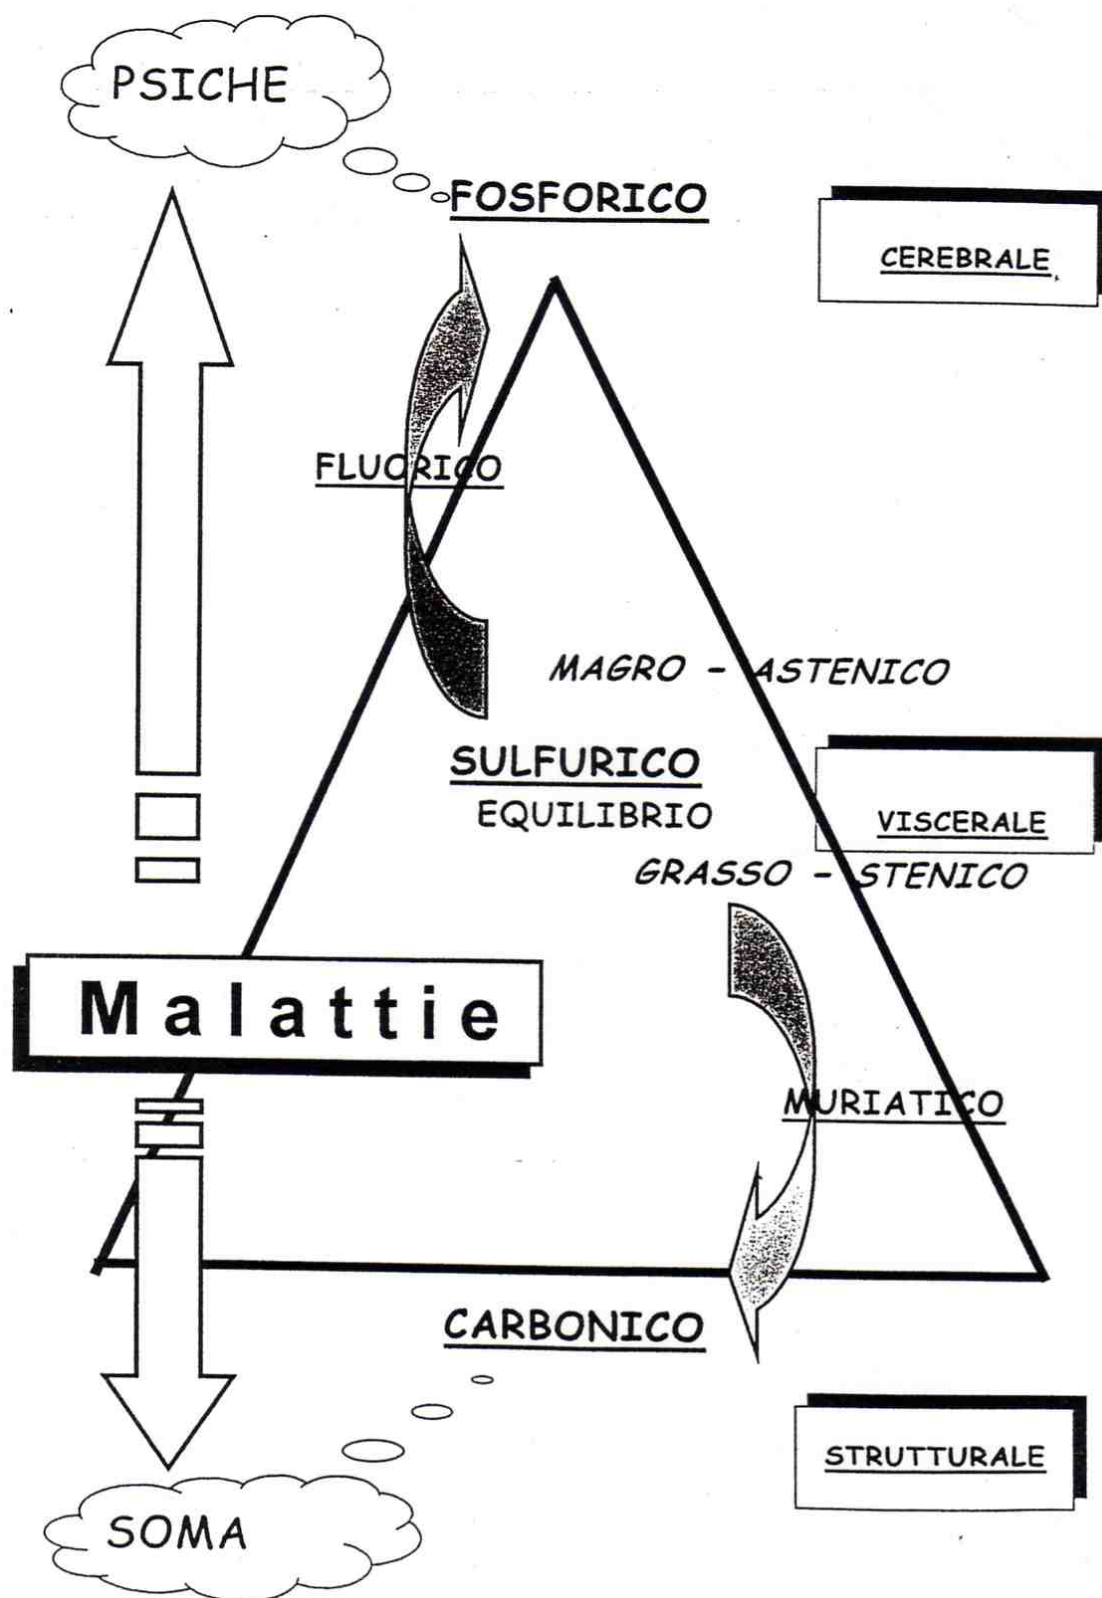 PSICHE
FOSFORICO
CEREBRALE
FLUORICO
MAGRO - ASTENICO
SULFURICO
EQUILIBRIO
VISCERALE
GRASSO - STENICO
Malattie
MURIATICO
CARBONICO
STRUTTURALE
SOMA